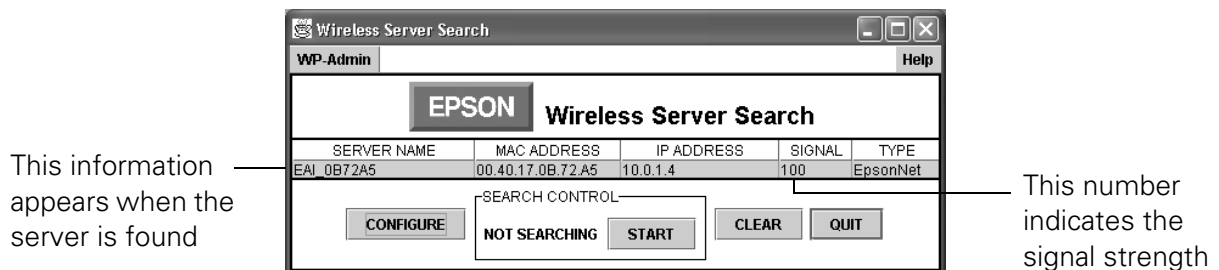 Wireless Server Search
WP-Admin Help
EPSON Wireless Server Search
SERVER NAME MAC ADDRESS IP ADDRESS SIGNAL TYPE
EAI_0B72A5 00.40.17.0B.72.A5 10.0.1.4 100 EpsonNet
This information
appears when the
server is found
SEARCH CONTROL
CONFIGURE NOT SEARCHING START CLEAR QUIT
This number
indicates the
signal strength